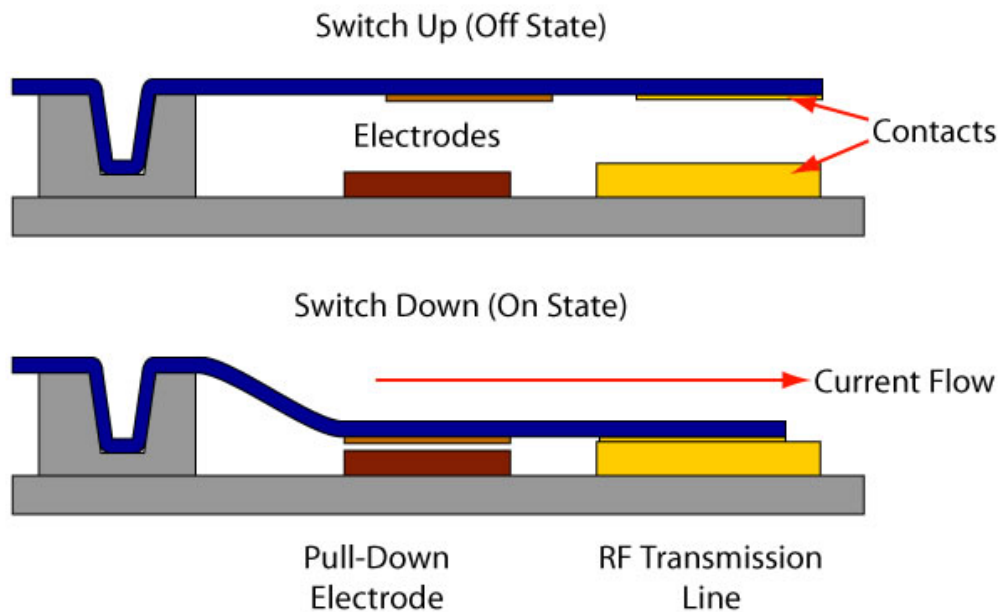 Switch Up (Off State)
Electrodes
Contacts
Switch Down (On State)
Current Flow
Pull-Down
Electrode
RF Transmission
Line